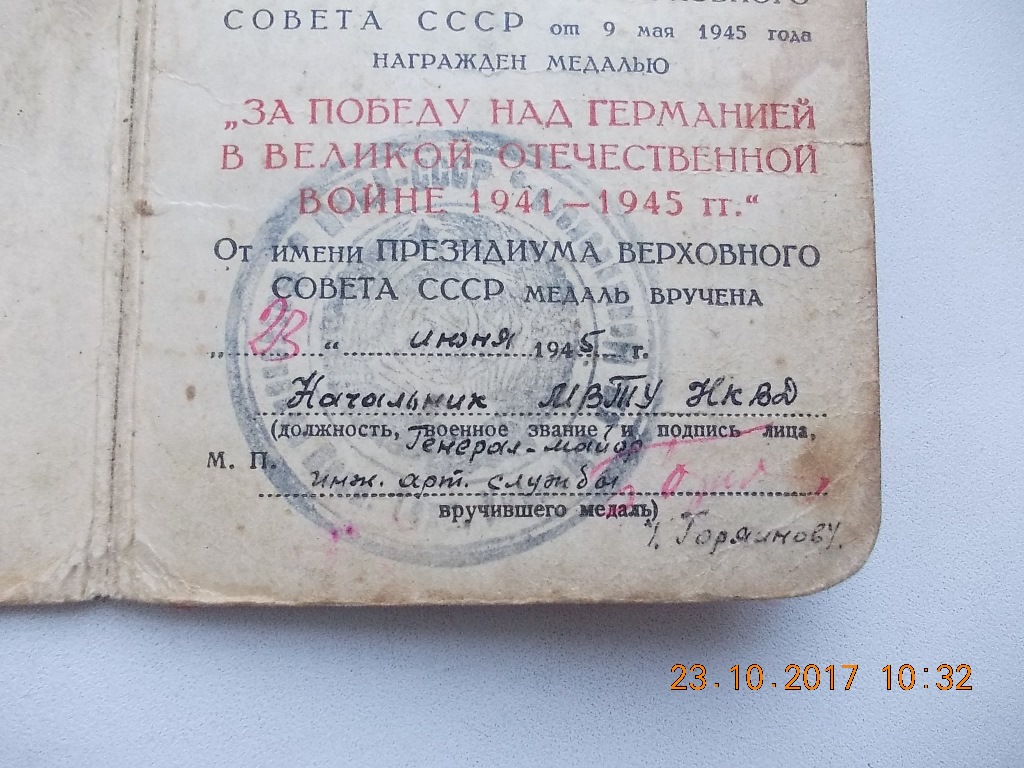 СОВЕТА СССР от 9 мая 1945 года
НАГРАЖДЕН МЕДАЛЬЮ
„ЗА ПОБЕДУ НАД ГЕРМАНИЕЙ
В ВЕЛИКОЙ ОТЕЧЕСТВЕННОЙ
ВОЙНЕ 1941—1945 гг.“
От имени ПРЕЗИДИУМА ВЕРХОВНОГО
СОВЕТА СССР МЕДАЛЬ ВРУЧЕНА
„23“ июня 1945 г.
Начальник МВТУ НКВД
(должность, военное звание и подпись лица,
Генерал-майор
М. П. инж. арт. службы
вручившего медаль)
/. Горяинову.
23.10.2017 10:32